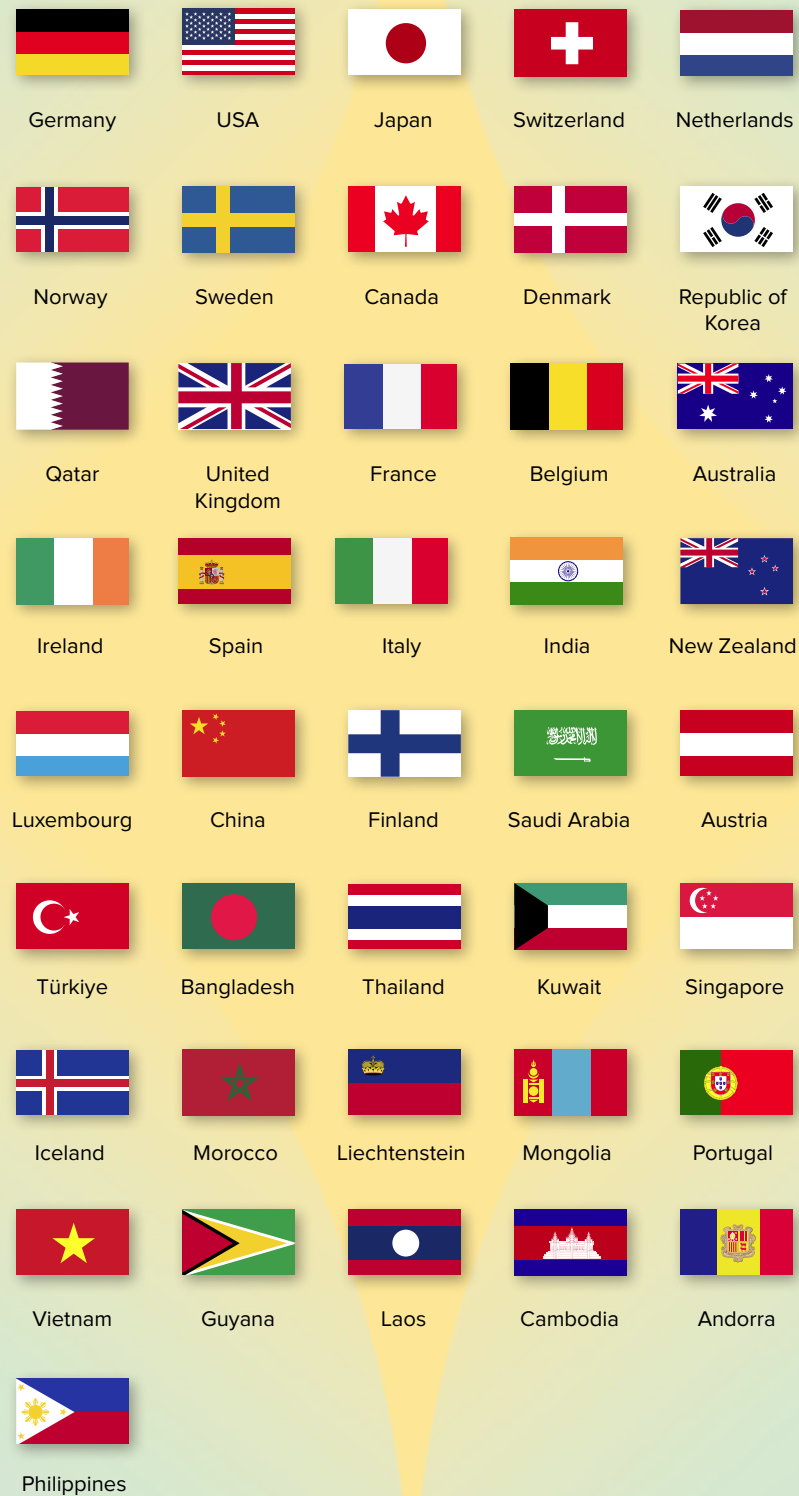 Germany
USA
Japan
Switzerland
Netherlands
Norway
Sweden
Canada
Denmark
Republic of
Korea
Qatar
United
Kingdom
France
Belgium
Australia
Ireland
Spain
Italy
India
New Zealand
Luxembourg
China
Finland
Saudi Arabia
Austria
Türkiye
Bangladesh
Thailand
Kuwait
Singapore
Iceland
Morocco
Liechtenstein
Mongolia
Portugal
Vietnam
Guyana
Laos
Cambodia
Andorra
Philippines